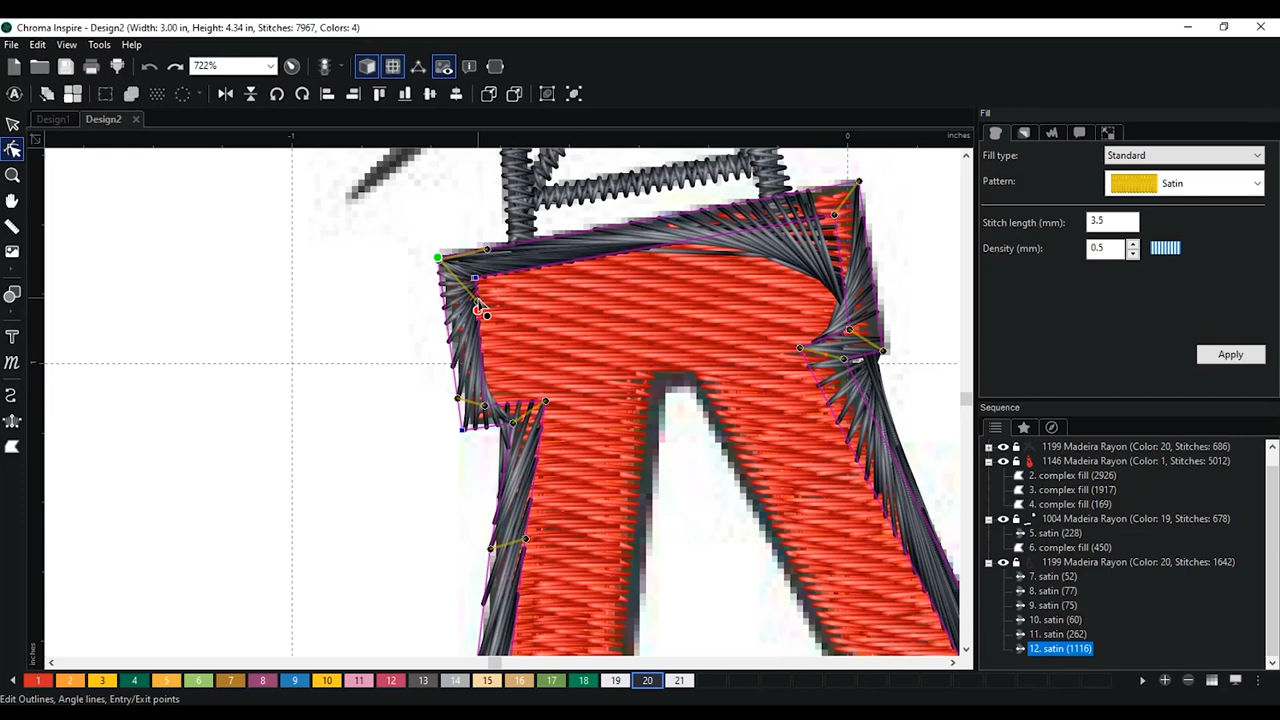 Chroma Inspire - Design2 (Width: 3.00 in, Height: 4.34 in, Stitches: 7967, Colors: 4)
File Edit View Tools Help
722%
Design1 Design2
-1 0 inches
inches
Fill
Fill type: Standard
Pattern: Satin
Stitch length (mm): 3.5
Density (mm): 0.5
Apply
Sequence
1199 Madeira Rayon (Color: 20, Stitches: 686)
1146 Madeira Rayon (Color: 1, Stitches: 5012)
2. complex fill (2926)
3. complex fill (1917)
4. complex fill (169)
1004 Madeira Rayon (Color: 19, Stitches: 678)
5. satin (228)
6. complex fill (450)
1199 Madeira Rayon (Color: 20, Stitches: 1642)
7. satin (52)
8. satin (77)
9. satin (75)
10. satin (60)
11. satin (262)
12. satin (1116)
1 2 3 4 5 6 7 8 9 10 11 12 13 14 15 16 17 18 19 20 21
Edit Outlines, Angle lines, Entry/Exit points